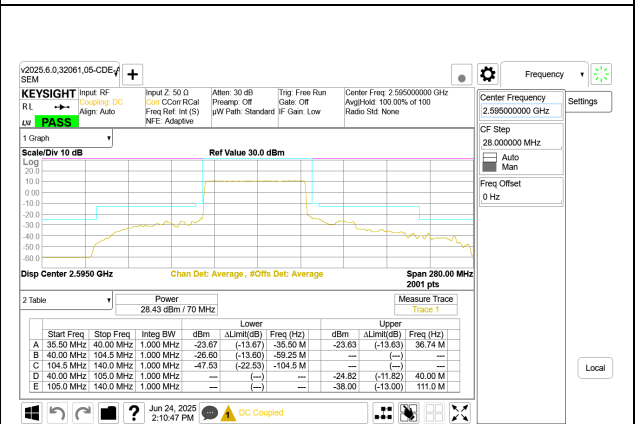 v2025.6.0,32061,05-CDE-
SEM
Frequency
KEYSIGHT Input: RF Input Z: 50 Ω Atten: 30 dB Trig: Free Run Center Freq: 2.595000000 GHz
RL Coupling: DC Corr CCorr RCal Preamp: Off Gate: Off Avg|Hold: 100.00% of 100
Align: Auto Freq Ref: Int (S) µW Path: Standard IF Gain: Low Radio Std: None
LXI PASS NFE: Adaptive
Center Frequency
2.595000000 GHz
Settings
CF Step
28.000000 MHz
Auto
Man
Freq Offset
0 Hz
1 Graph
Scale/Div 10 dB Ref Value 30.0 dBm
Log
20.0
10.0
0.00
-10.0
-20.0
-30.0
-40.0
-50.0
-60.0
Disp Center 2.5950 GHz Chan Det: Average , #Offs Det: Average Span 280.00 MHz
2001 pts
2 Table Power Measure Trace
28.43 dBm / 70 MHz Trace 1
Lower Upper
Start Freq Stop Freq Integ BW dBm ΔLimit(dB) Freq (Hz) dBm ΔLimit(dB) Freq (Hz)
A 35.50 MHz 40.00 MHz 1.000 MHz -23.67 (-13.67) -35.50 M -23.63 (-13.63) 36.74 M
B 40.00 MHz 104.5 MHz 1.000 MHz -26.60 (-13.60) -59.25 M --- (---) ---
C 104.5 MHz 140.0 MHz 1.000 MHz -47.53 (-22.53) -104.5 M --- (---) ---
D 40.00 MHz 105.0 MHz 1.000 MHz --- (---) --- -24.82 (-11.82) 40.00 M
E 105.0 MHz 140.0 MHz 1.000 MHz --- (---) --- -38.00 (-13.00) 111.0 M
Local
Jun 24, 2025
2:10:47 PM
DC Coupled